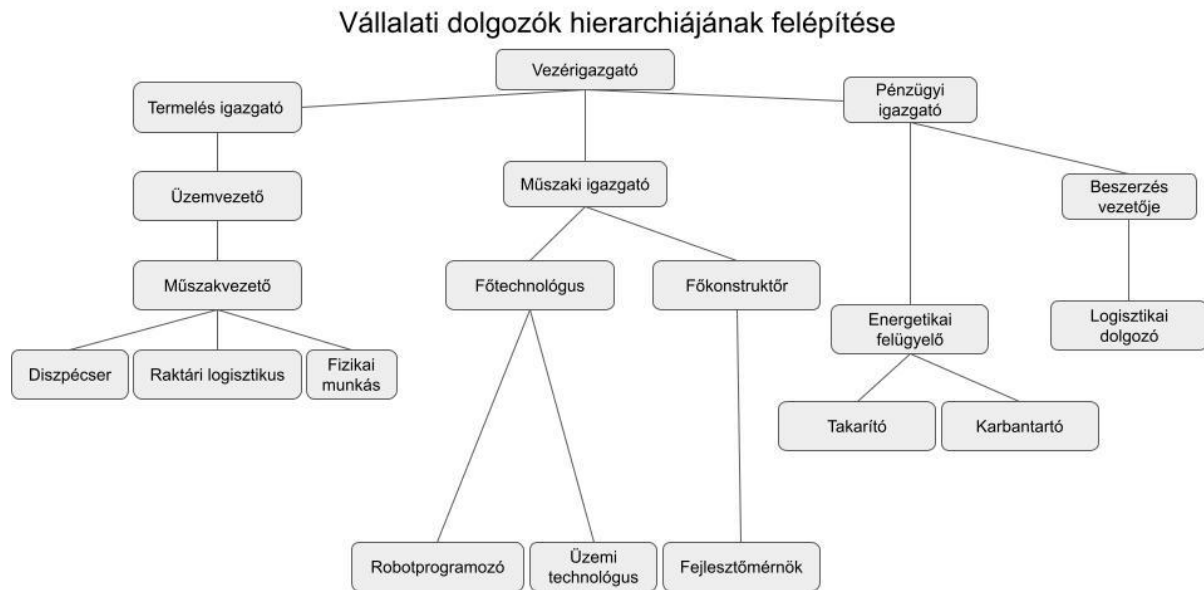 Vállalati dolgozók hierarchiájának felépítése
Vezérigazgató
Termelés igazgató
Pénzügyi
igazgató
Műszaki igazgató
Üzemvezető
Beszerzés
vezetője
Műszakvezető
Főtechnológus
Főkonstruktőr
Energetikai
felügyelő
Logisztikai
dolgozó
Diszpécser
Raktári logisztikus
Fizikai
munkás
Takarító
Karbantartó
Robotprogramozó
Üzemi
technológus
Fejlesztőmérnök